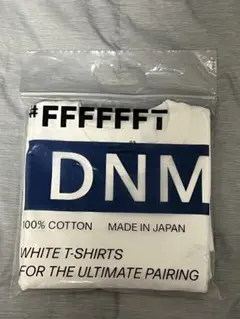 #FFFFFFT
DNM
100% COTTON MADE IN JAPAN
WHITE T-SHIRTS
FOR THE ULTIMATE PAIRING